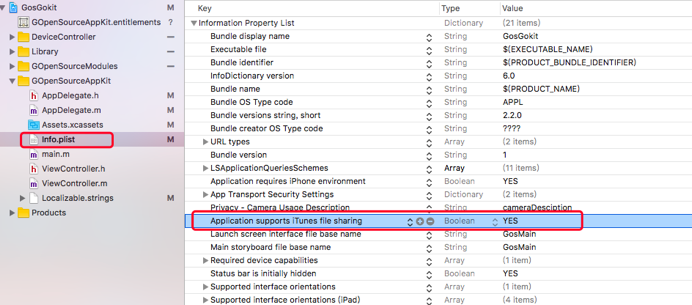 GosGokit M
GOpenSourceAppKit.entitlements ?
DeviceController
Library M
GOpenSourceModules M
GOpenSourceAppKit
AppDelegate.h M
AppDelegate.m M
Assets.xcassets M
Info.plist M
main.m M
ViewController.h M
ViewController.m M
Localizable.strings M
Products
Key Type Value
Information Property List Dictionary (21 items)
Bundle display name String GosGokit
Executable file String $(EXECUTABLE_NAME)
Bundle identifier String $(PRODUCT_BUNDLE_IDENTIFIER)
InfoDictionary version String 6.0
Bundle name String $(PRODUCT_NAME)
Bundle OS Type code String APPL
Bundle versions string, short String 2.2.0
Bundle creator OS Type code String ????
URL types Array (2 items)
Bundle version String 1
LSApplicationQueriesSchemes Array (11 items)
Application requires iPhone environment Boolean YES
App Transport Security Settings Dictionary (2 items)
Privacy - Camera Usage Description String cameraDesciption
Application supports iTunes file sharing Boolean YES
Launch screen interface file base name String GosMain
Main storyboard file base name String GosMain
Required device capabilities Array (1 item)
Status bar is initially hidden Boolean YES
Supported interface orientations Array (1 item)
Supported interface orientations (iPad) Array (4 items)